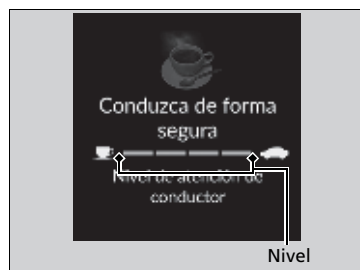 Conduzca de forma
segura
Nivel de atención de
conductor
Nivel